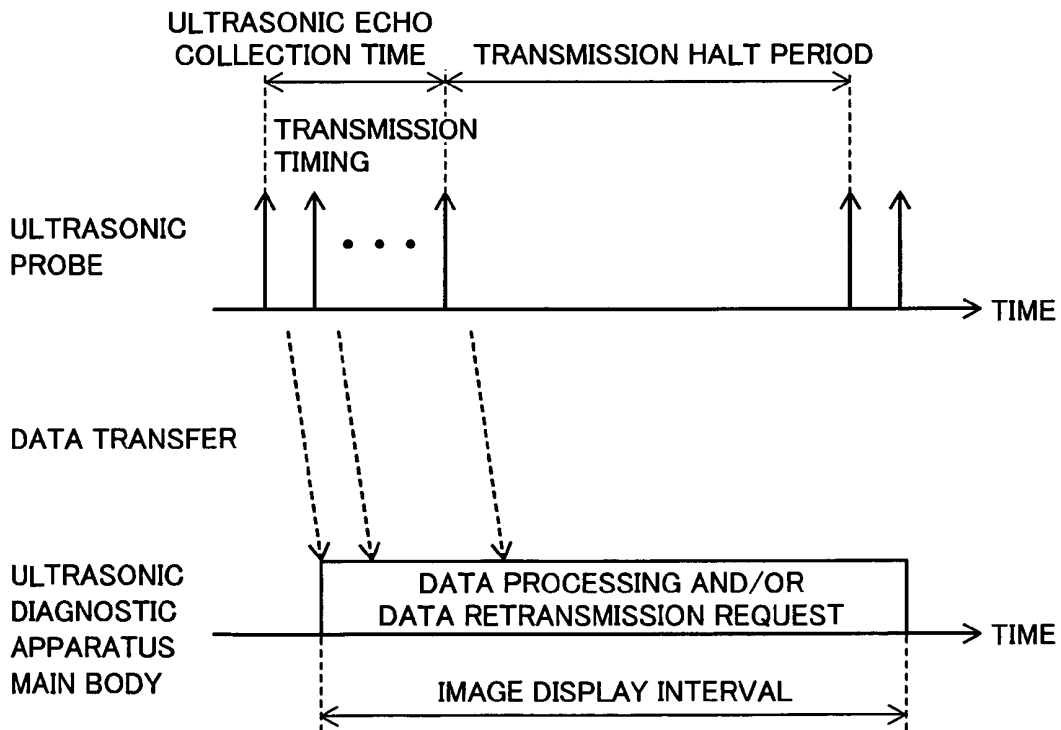 ULTRASONIC ECHO
COLLECTION TIME
TRANSMISSION HALT PERIOD
TRANSMISSION
TIMING
ULTRASONIC
PROBE
TIME
DATA TRANSFER
ULTRASONIC
DIAGNOSTIC
APPARATUS
MAIN BODY
DATA PROCESSING AND/OR
DATA RETRANSMISSION REQUEST
TIME
IMAGE DISPLAY INTERVAL